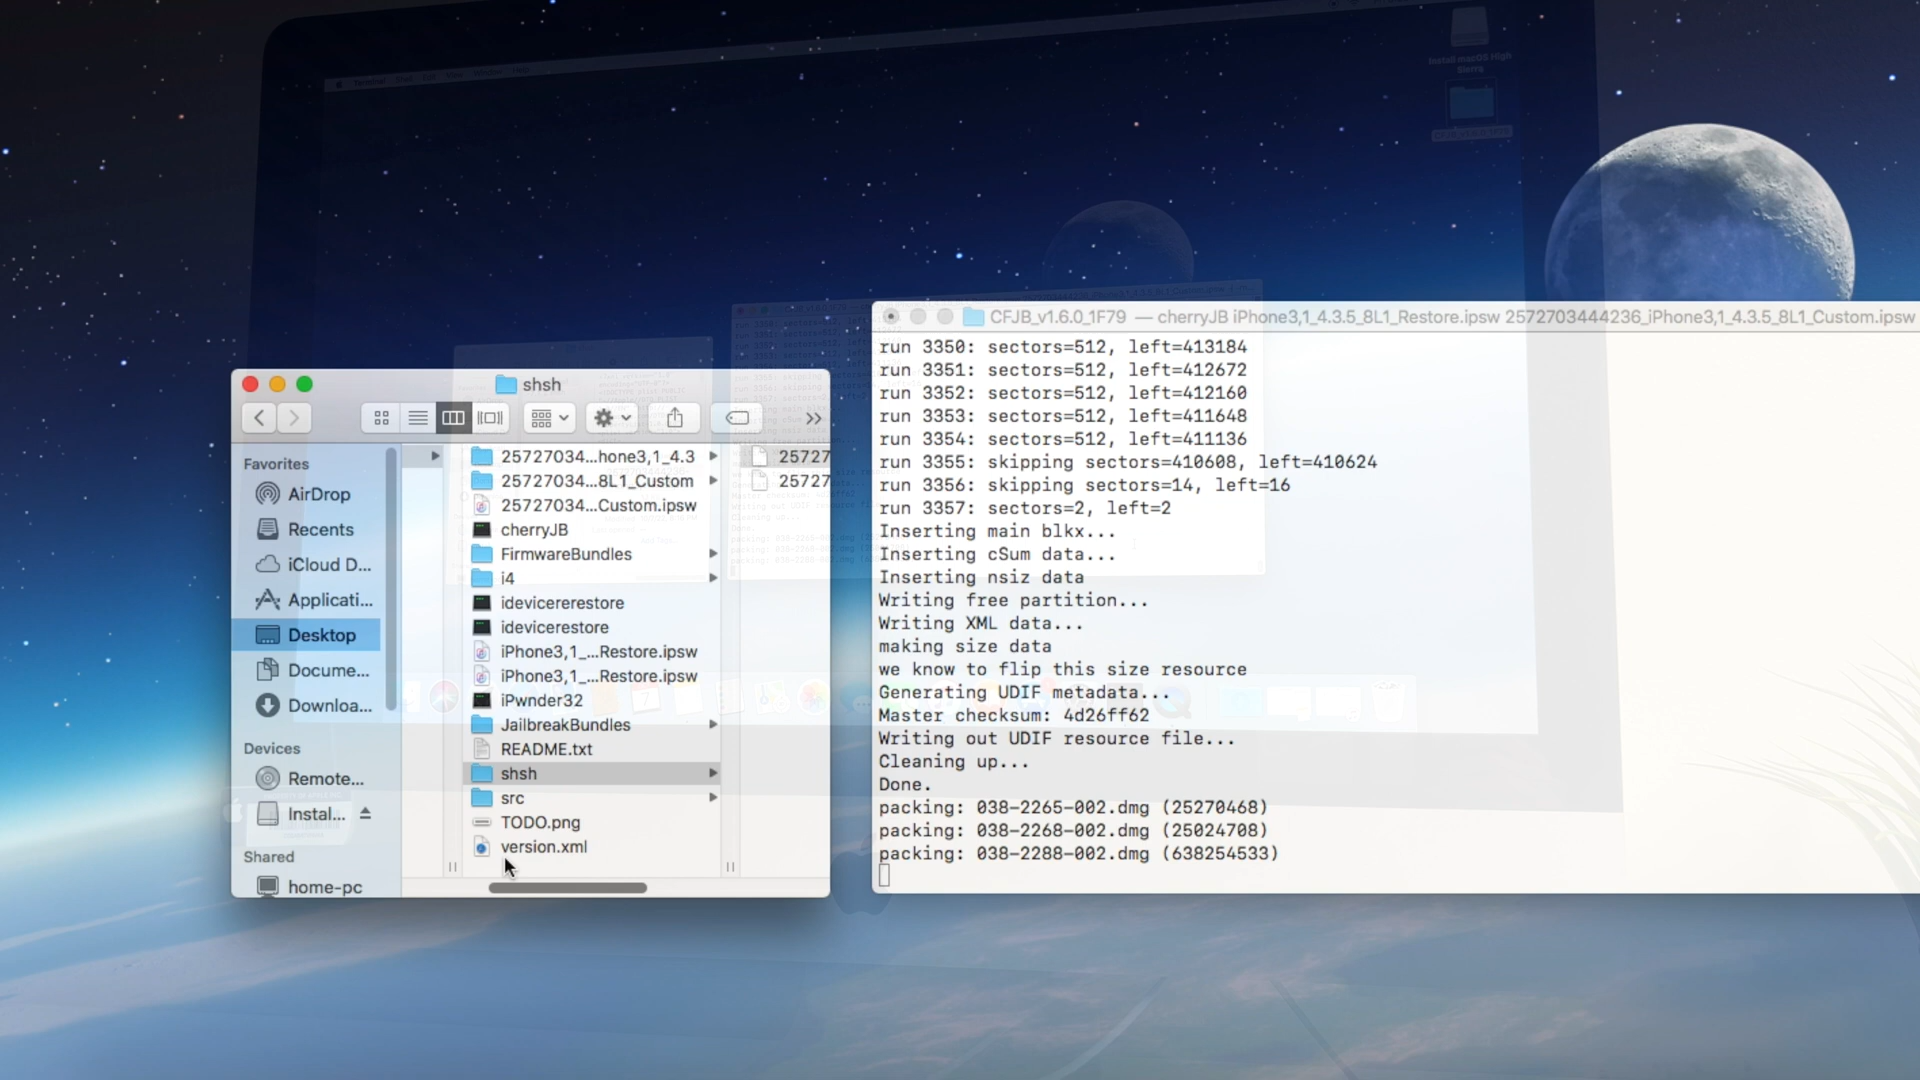 Install macOS High
Sierra
shsh
Favorites
AirDrop
Recents
iCloud D...
Applicati...
Desktop
Docume...
Downloa...
Devices
Remote...
Instal...
Shared
home-pc
25727034...hone3,1_4.3
25727034...8L1_Custom
25727034...Custom.ipsw
cherryJB
FirmwareBundles
i4
idevicererestore
idevicerestore
iPhone3,1_...Restore.ipsw
iPhone3,1_...Restore.ipsw
iPwnder32
JailbreakBundles
README.txt
shsh
src
TODO.png
version.xml
25727
25727
CFJB_v1.6.0_1F79 — cherryJB iPhone3,1_4.3.5_8L1_Restore.ipsw 2572703444236_iPhone3,1_4.3.5_8L1_Custom.ipsw
run 3350: sectors=512, left=413184
run 3351: sectors=512, left=412672
run 3352: sectors=512, left=412160
run 3353: sectors=512, left=411648
run 3354: sectors=512, left=411136
run 3355: skipping sectors=410608, left=410624
run 3356: skipping sectors=14, left=16
run 3357: sectors=2, left=2
Inserting main blkx...
Inserting cSum data...
Inserting nsiz data
Writing free partition...
Writing XML data...
making size data
we know to flip this size resource
Generating UDIF metadata...
Master checksum: 4d26ff62
Writing out UDIF resource file...
Cleaning up...
Done.
packing: 038-2265-002.dmg (25270468)
packing: 038-2268-002.dmg (25024708)
packing: 038-2288-002.dmg (638254533)